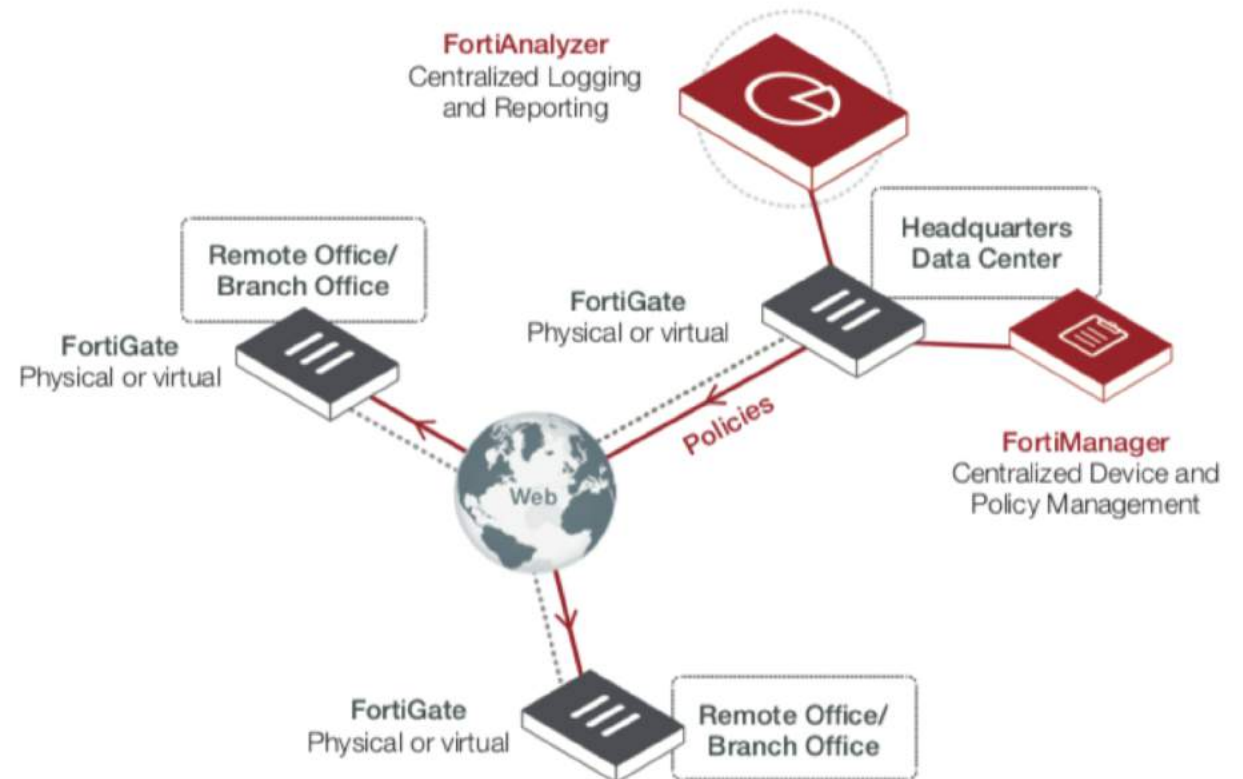 FortiAnalyzer
Centralized Logging
and Reporting
Headquarters
Data Center
Remote Office/
Branch Office
FortiGate
Physical or virtual
FortiGate
Physical or virtual
Policies
FortiManager
Centralized Device and
Policy Management
Web
FortiGate
Physical or virtual
Remote Office/
Branch Office